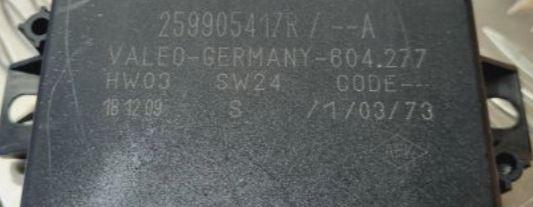 259905417R/--A
VALEO-GERMANY-604.277
HW03 SW24 CODE--
18 12 09 S /1/03/73